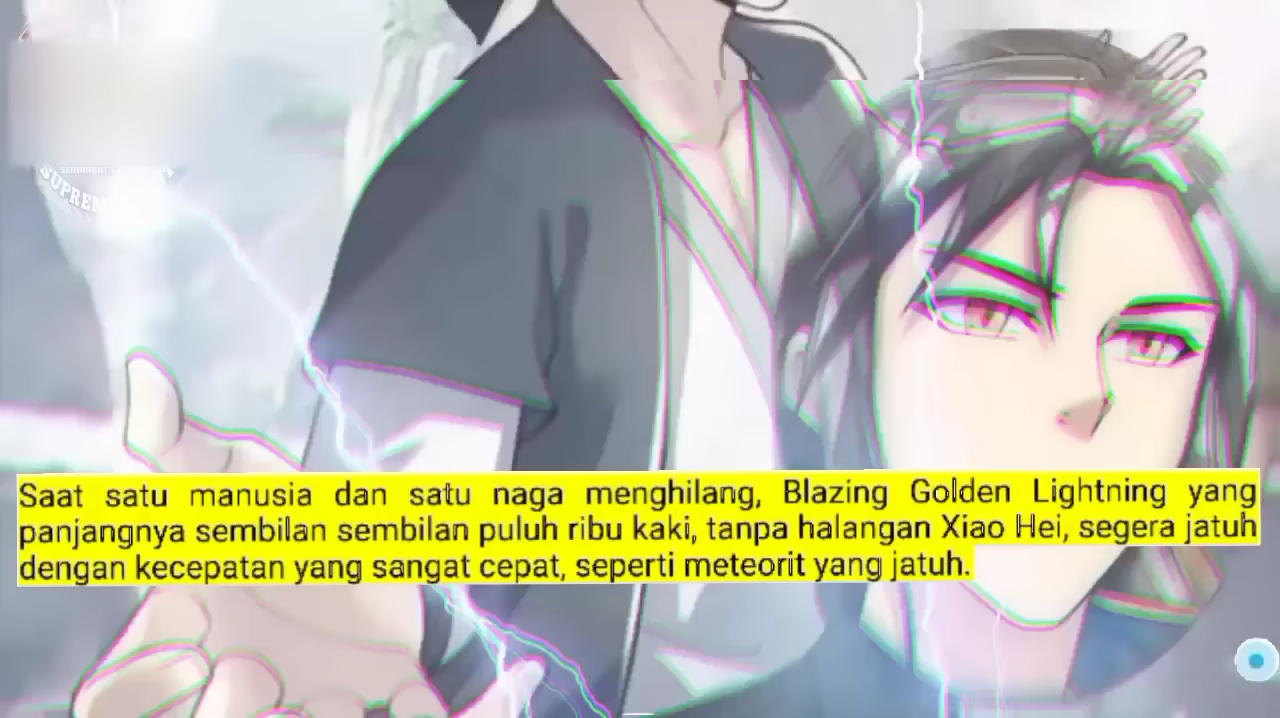 Saat satu manusia dan satu naga menghilang, Blazing Golden Lightning yang
panjangnya sembilan sembilan puluh ribu kaki, tanpa halangan Xiao Hei, segera jatuh
dengan kecepatan yang sangat cepat, seperti meteorit yang jatuh.